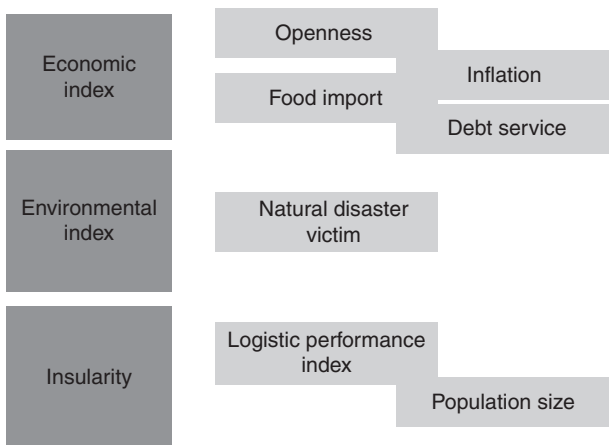 Economic
index
Openness
Inflation
Food import
Debt service
Environmental
index
Natural disaster
victim
Insularity
Logistic performance
index
Population size